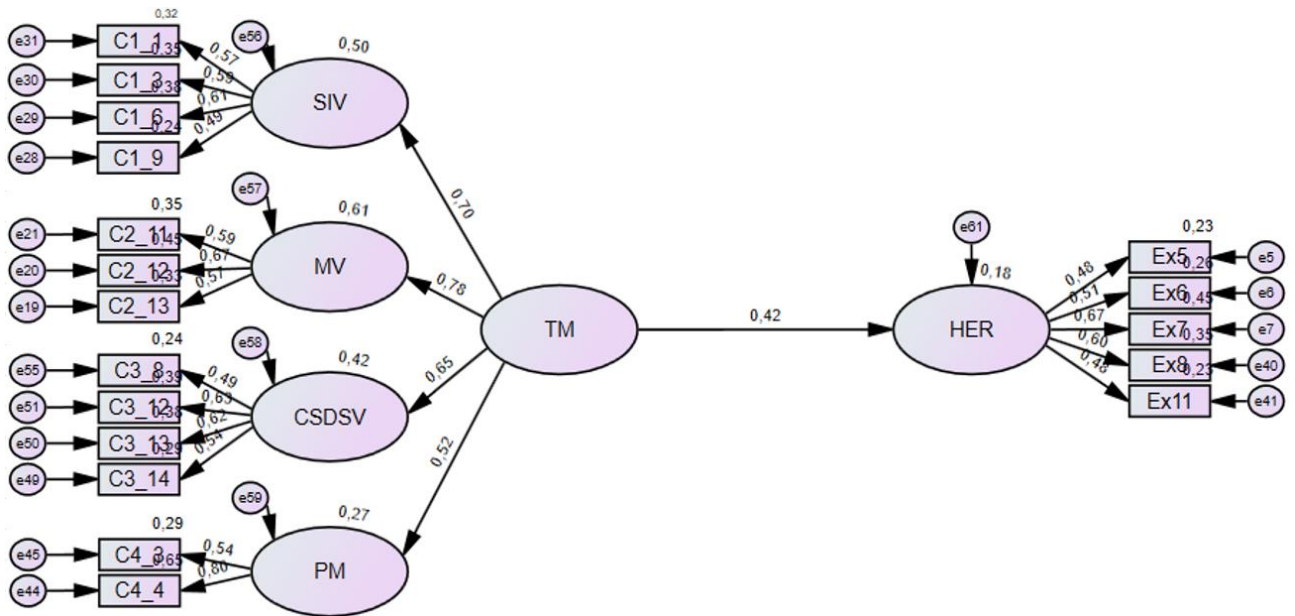 0,32
e31 C1_1 0,57
0,35
e30 C1_3 0,59
0,38
e29 C1_6 0,61
0,24
e28 C1_9 0,49
e56
0,50
SIV
0,70
0,35
e21 C2_11 0,59
0,45
e20 C2_12 0,67
0,33
e19 C2_13 0,57
e57
0,61
MV
0,78
0,24
e55 C3_8 0,49
0,39
e51 C3_12 0,63
0,38
e50 C3_13 0,62
0,29
e49 C3_14 0,54
e58
0,42
CSDSV
0,65
0,29
e45 C4_3 0,54
0,65
e44 C4_4 0,80
e59
0,27
PM
0,52
TM
0,42
e61
0,18
HER
0,23
0,48 Ex5 e5
0,26
0,51 Ex6 e6
0,45
0,67 Ex7 e7
0,35
0,60 Ex8 e40
0,23
0,48 Ex11 e41